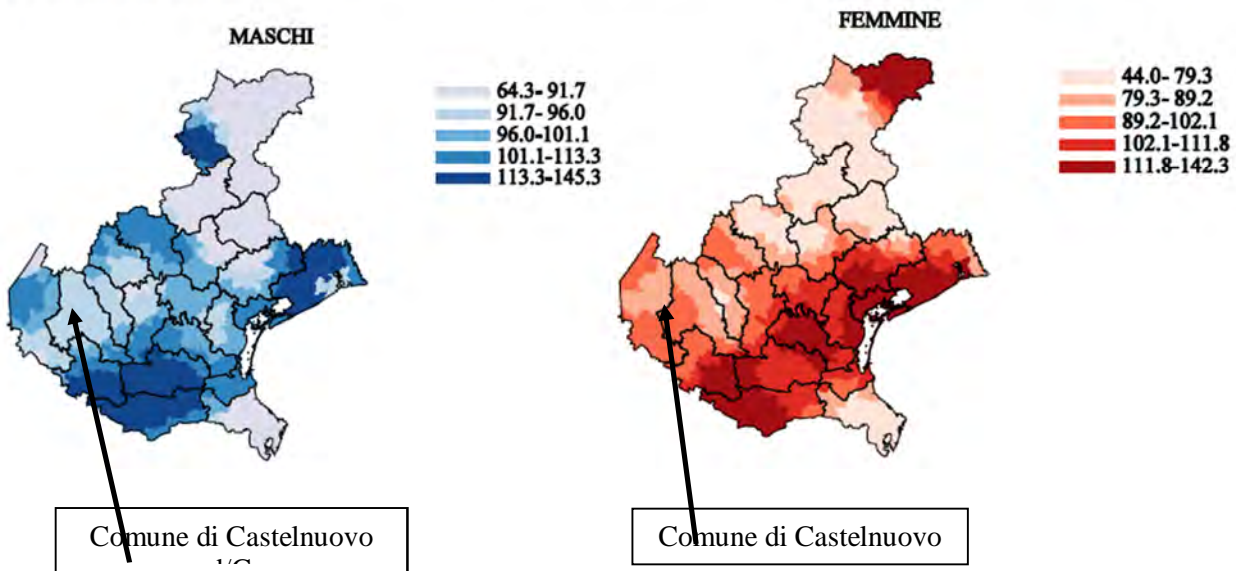 MASCHI
64.3- 91.7
91.7- 96.0
96.0-101.1
101.1-113.3
113.3-145.3
FEMMINE
44.0- 79.3
79.3- 89.2
89.2-102.1
102.1-111.8
111.8-142.3
Comune di Castelnuovo
Comune di Castelnuovo